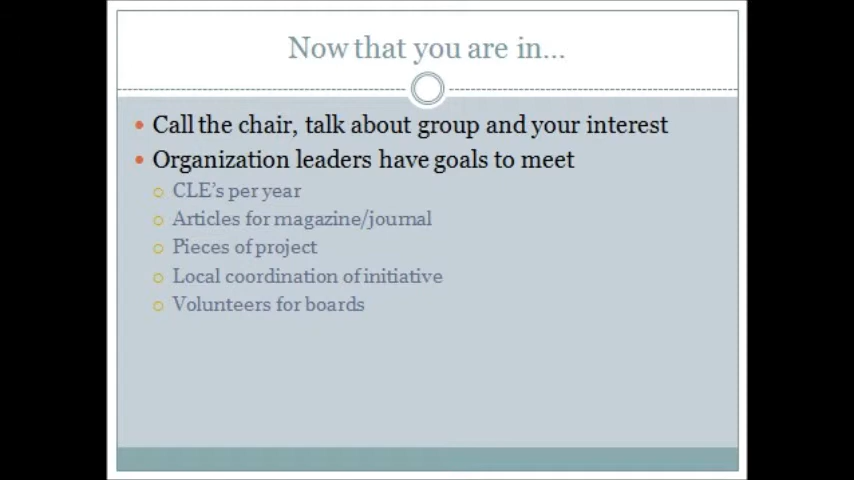 Now that you are in...
Call the chair, talk about group and your interest
Organization leaders have goals to meet
CLE's per year
Articles for magazine/journal
Pieces of project
Local coordination of initiative
Volunteers for boards